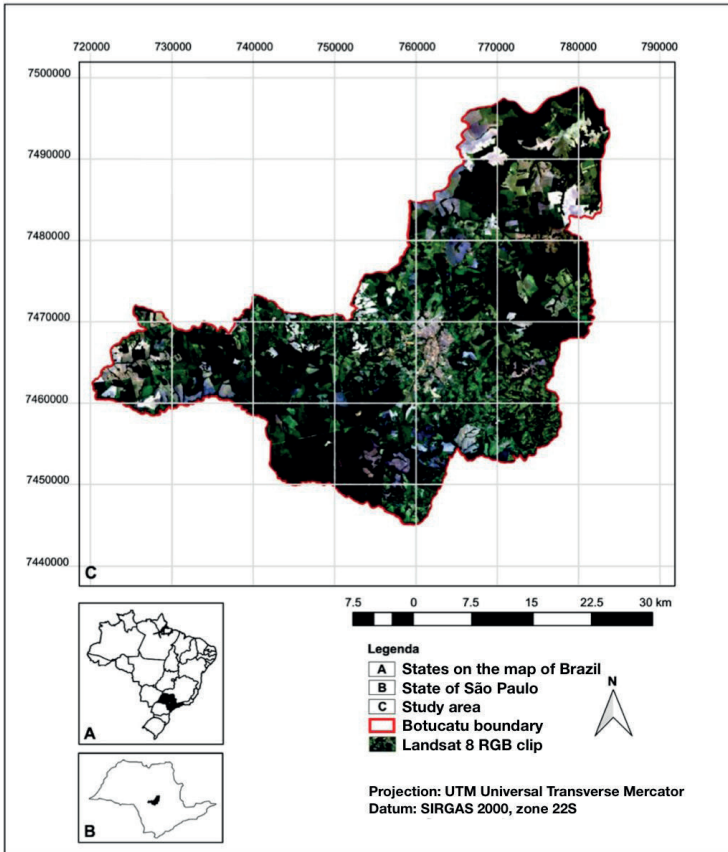 720000 730000 740000 750000 760000 770000 780000 790000
7500000
7490000
7480000
7470000
7460000
7450000
7440000
C
7.5 0 7.5 15 22.5 30 km
Legenda
A States on the map of Brazil
B State of São Paulo
C Study area
Botucatu boundary
Landsat 8 RGB clip
N
A
B
Projection: UTM Universal Transverse Mercator
Datum: SIRGAS 2000, zone 22S